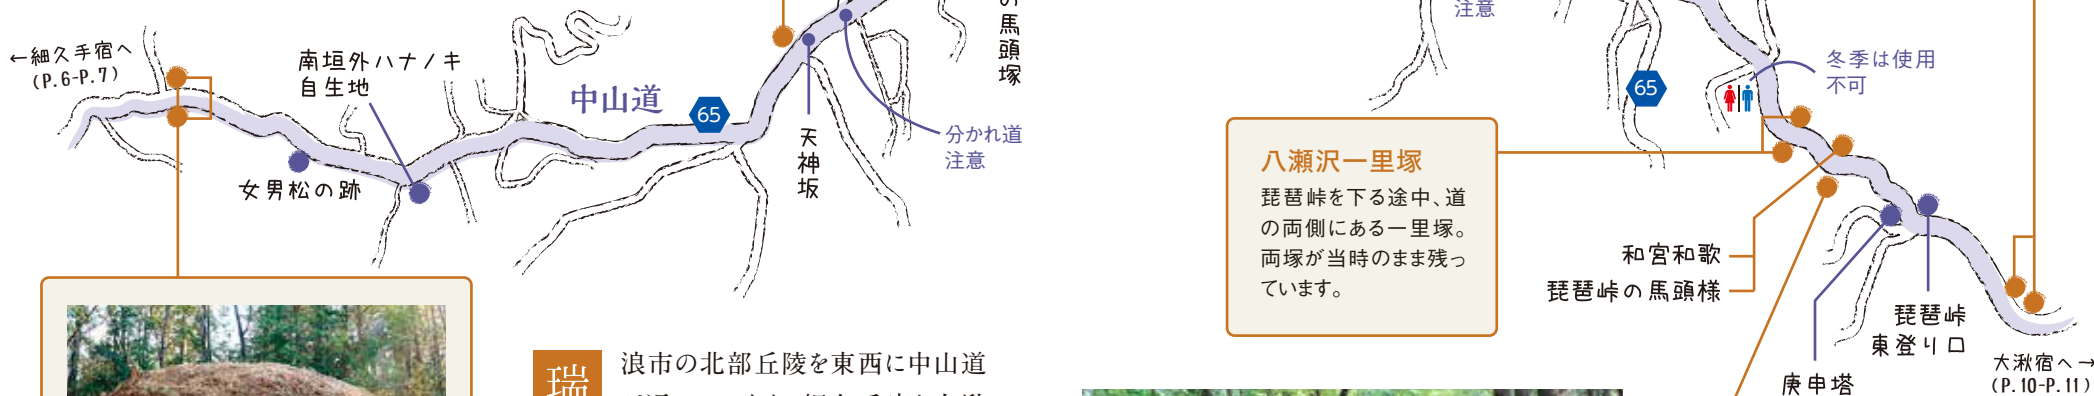 ←細久手宿へ
(P.6-P.7)
南垣外ハナノキ
自生地
女男松の跡
中山道
65
天神坂
分かれ道
注意
の馬頭塚
瑞
浪市の北部丘陵を東西に中山道
注意
65
冬季は使用
不可
八瀬沢一里塚
琵琶峠を下る途中、道
の両側にある一里塚。
両塚が当時のまま残っ
ています。
和宮和歌
琵琶峠の馬頭様
庚申塔
琵琶峠
東登り口
大湫宿へ→
(P.10-P.11)